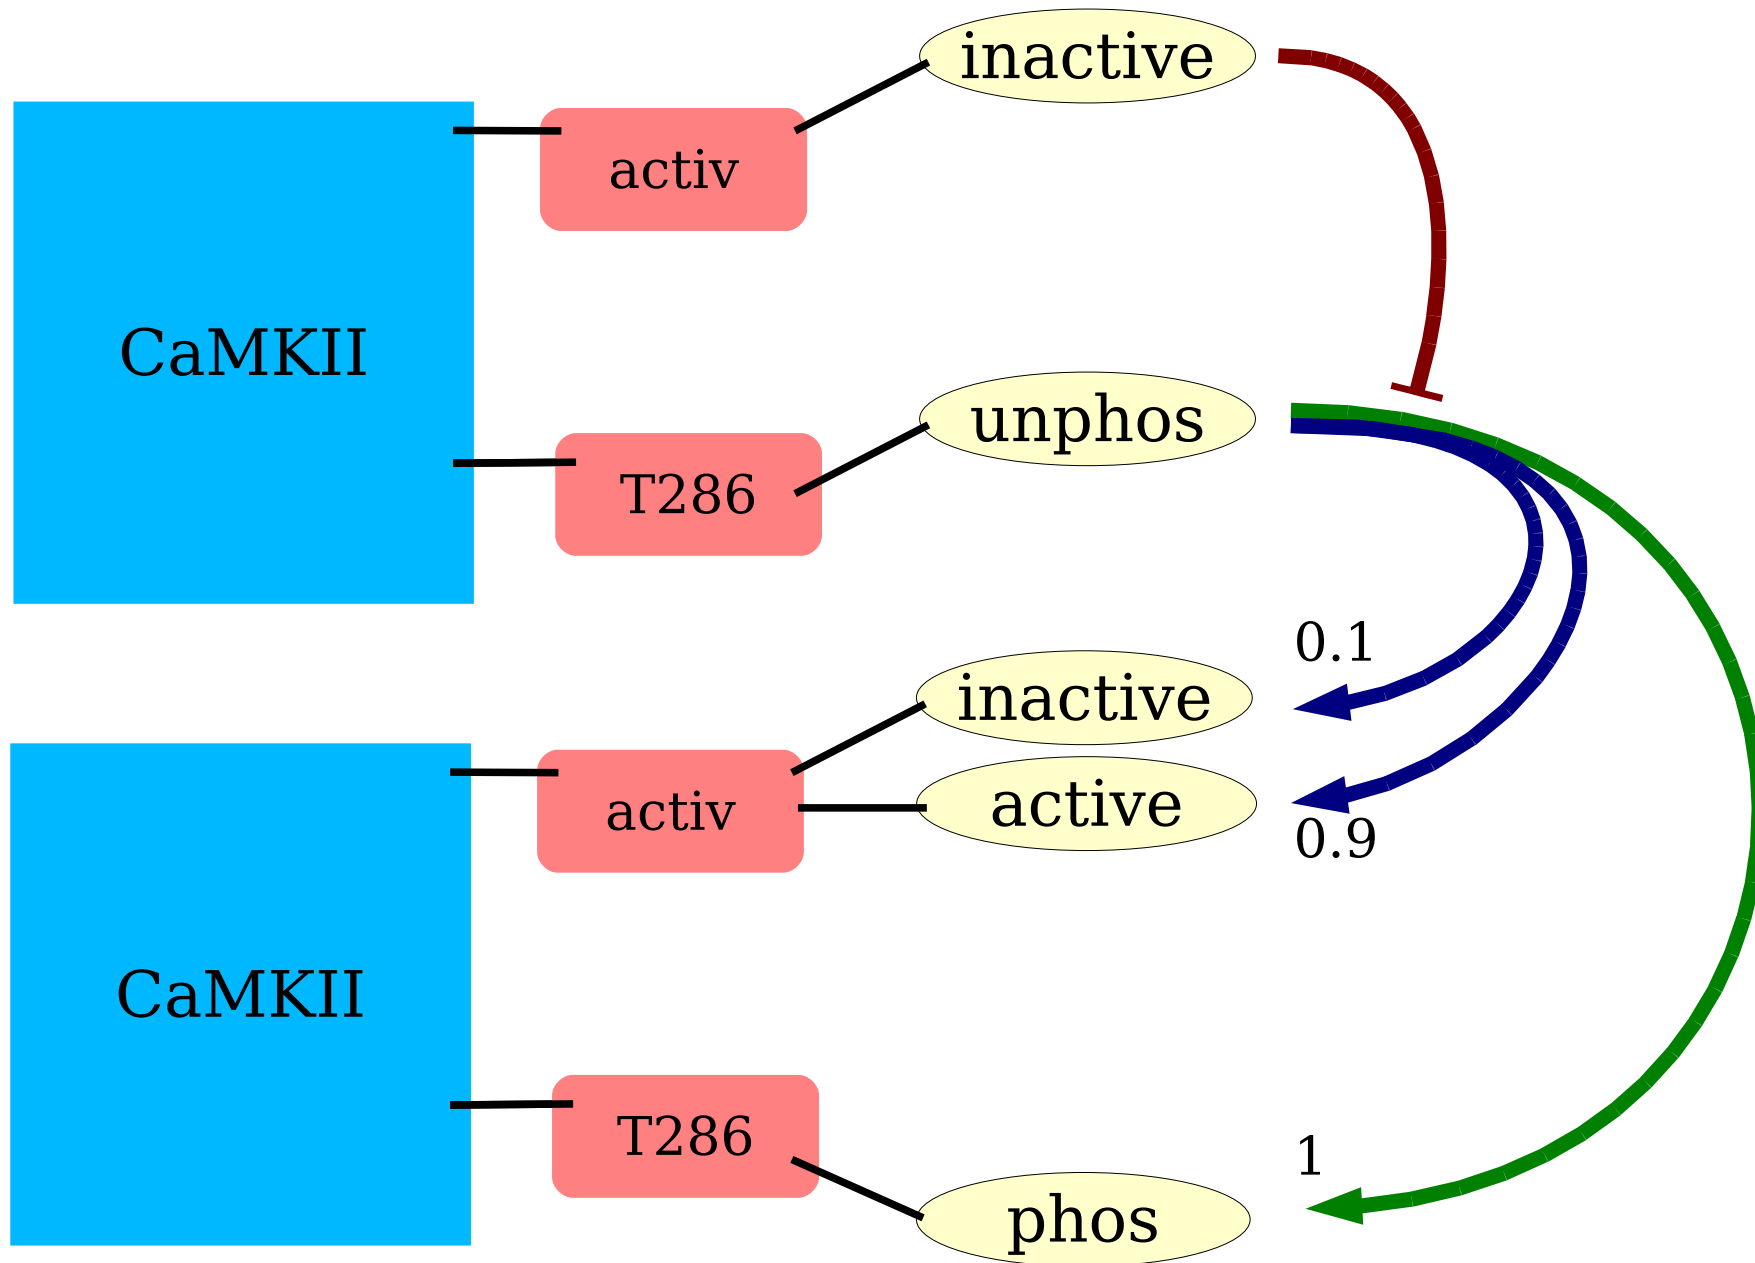 inactive
activ
CaMKII
unphos
T286
0.1
inactive
active
activ
0.9
CaMKII
T286
1
phos